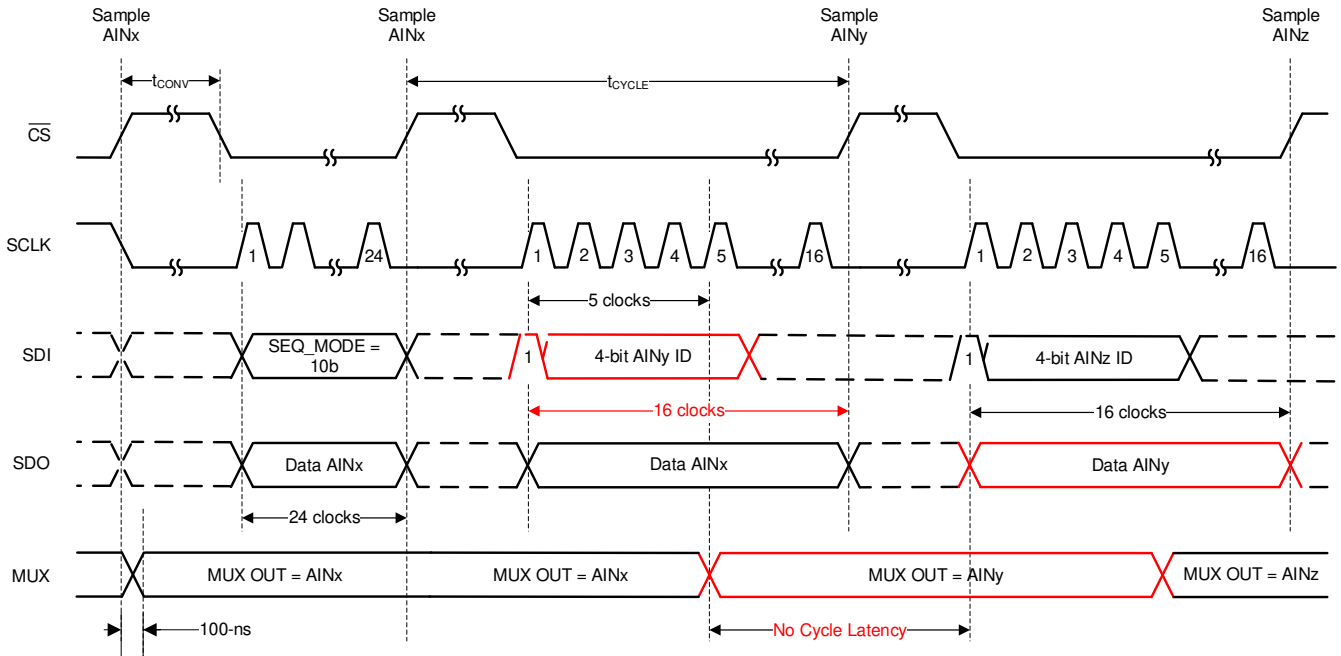 Sample
AINx
Sample
AINx
Sample
AINy
Sample
AINz
tCONV
tCYCLE
CS
SCLK
1
24
1
2
3
4
5
16
1
2
3
4
5
16
5 clocks
SDI
SEQ_MODE =
10b
1
4-bit AINy ID
1
4-bit AINz ID
16 clocks
16 clocks
SDO
Data AINx
Data AINx
Data AINy
24 clocks
MUX
MUX OUT = AINx
MUX OUT = AINx
MUX OUT = AINy
MUX OUT = AINz
100-ns
No Cycle Latency